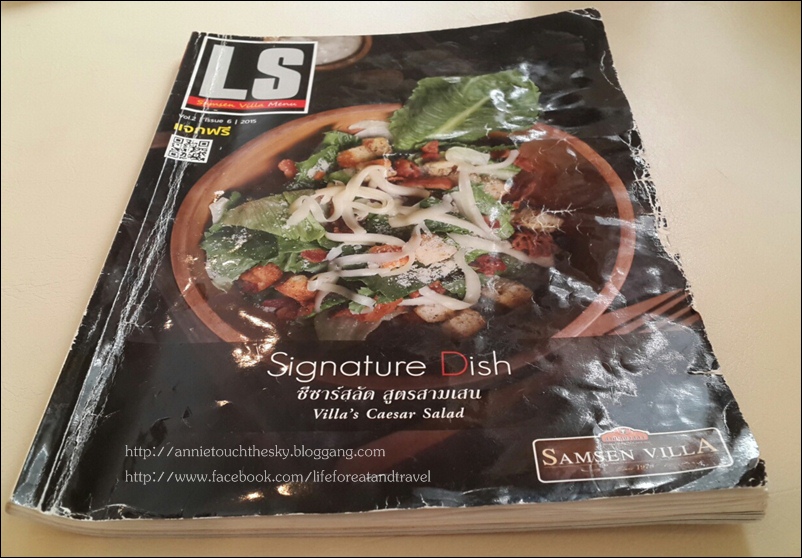 LS
Samsen Villa Menu
Vol.2 | Issue 6 | 2015
แจกฟรี
Signature Dish
ซีซาร์สลัด สูตรสามเสน
Villa's Caesar Salad
SAMSEN VILLA
1979
http://annietouchthesky.bloggang.com
http://www.facebook.com/lifeforeatandtravel